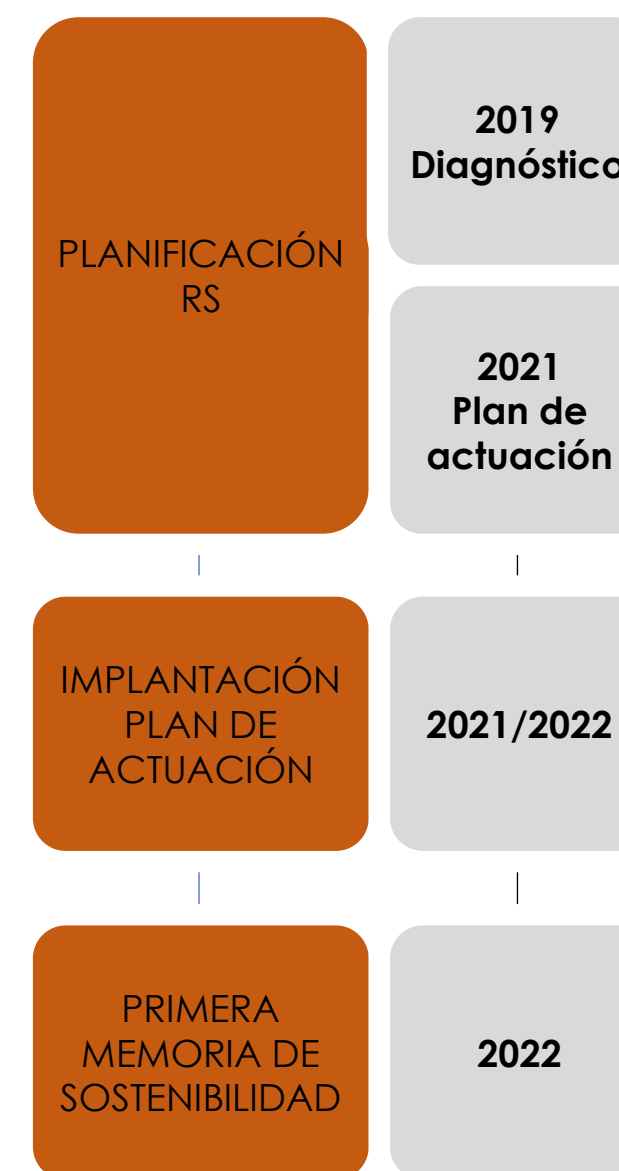 PLANIFICACIÓN
RS
2019
Diagnóstico
2021
Plan de
actuación
IMPLANTACIÓN
PLAN DE
ACTUACIÓN
2021/2022
PRIMERA
MEMORIA DE
SOSTENIBILIDAD
2022